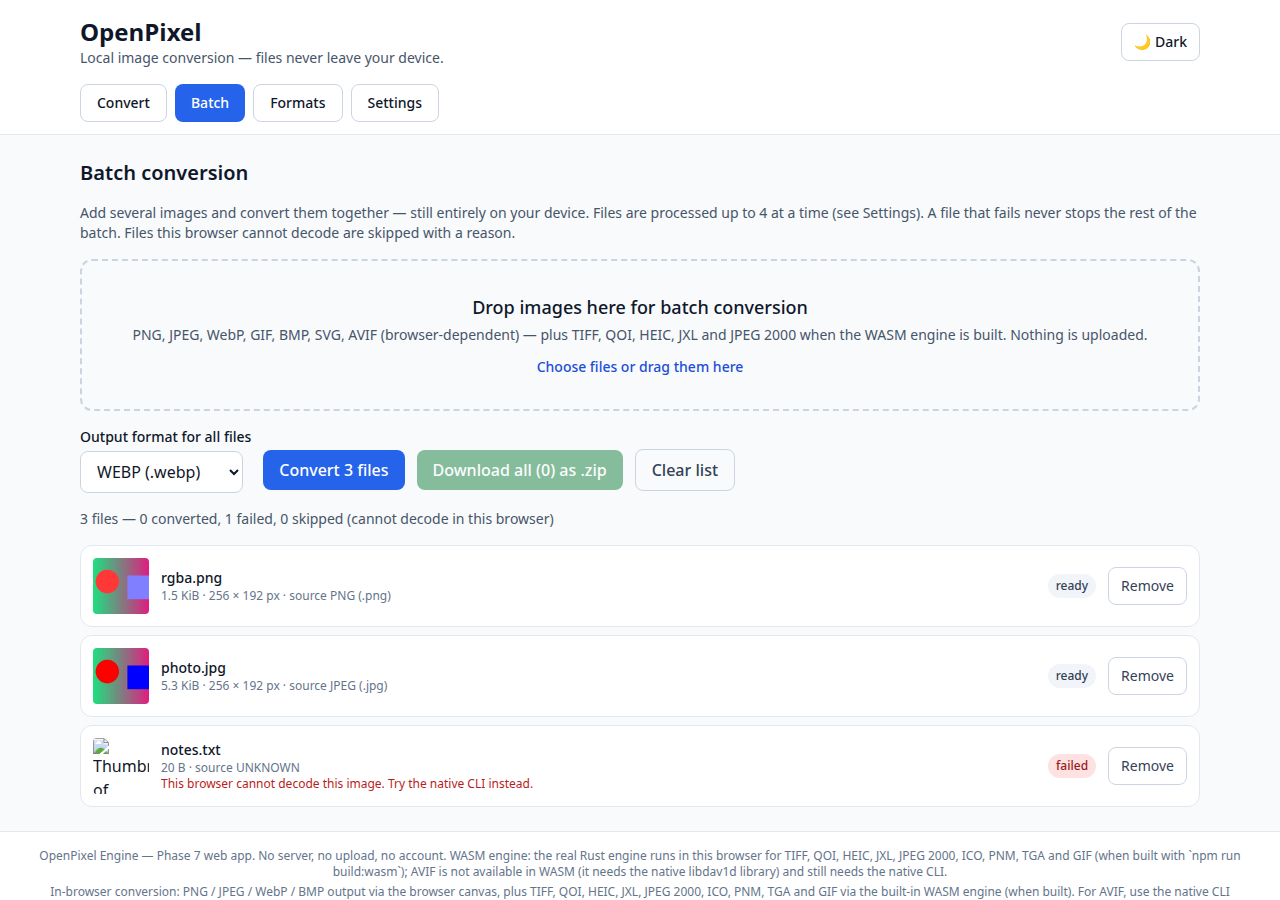 OpenPixel
Local image conversion — files never leave your device.
🌙 Dark
Convert
Batch
Formats
Settings
Batch conversion
Add several images and convert them together — still entirely on your device. Files are processed up to 4 at a time (see Settings). A file that fails never stops the rest of the
batch. Files this browser cannot decode are skipped with a reason.
Drop images here for batch conversion
PNG, JPEG, WebP, GIF, BMP, SVG, AVIF (browser-dependent) — plus TIFF, QOI, HEIC, JXL and JPEG 2000 when the WASM engine is built. Nothing is uploaded.
Choose files or drag them here
Output format for all files
WEBP (.webp)
Convert 3 files
Download all (0) as .zip
Clear list
3 files — 0 converted, 1 failed, 0 skipped (cannot decode in this browser)
rgba.png
1.5 KiB · 256 × 192 px · source PNG (.png)
ready
Remove
photo.jpg
5.3 KiB · 256 × 192 px · source JPEG (.jpg)
ready
Remove
Thumb
of
notes.txt
20 B · source UNKNOWN
This browser cannot decode this image. Try the native CLI instead.
failed
Remove
OpenPixel Engine — Phase 7 web app. No server, no upload, no account. WASM engine: the real Rust engine runs in this browser for TIFF, QOI, HEIC, JXL, JPEG 2000, ICO, PNM, TGA and GIF (when built with `npm run
build:wasm`); AVIF is not available in WASM (it needs the native libdav1d library) and still needs the native CLI.
In-browser conversion: PNG / JPEG / WebP / BMP output via the browser canvas, plus TIFF, QOI, HEIC, JXL, JPEG 2000, ICO, PNM, TGA and GIF via the built-in WASM engine (when built). For AVIF, use the native CLI